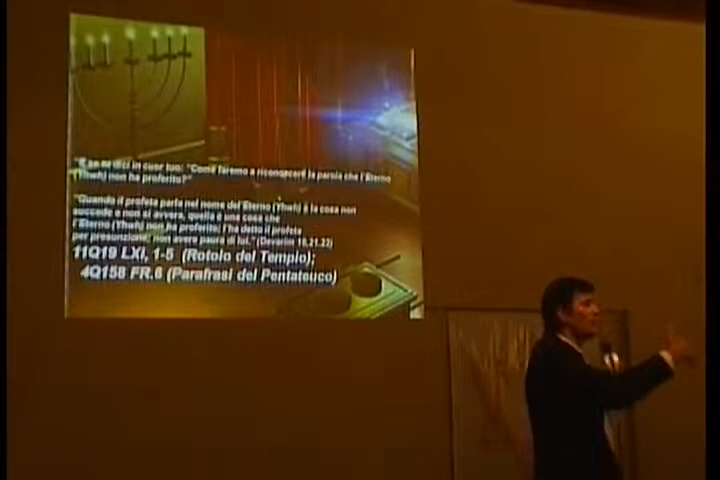 "E se tu dici in cuor tuo: "Come faremo a riconoscere la parola che l'Eterno
(Yhwh) non ha proferito?"
"Quando il profeta parla nel nome dell'Eterno (Yhwh) e la cosa non
succede e non si avvera, quella è una cosa che
l'Eterno (Yhwh) non ha proferito; l'ha detto il profeta
per presunzione; non avere paura di lui." (Devarim 18,21.22)
11Q19 LXI, 1-5 (Rotolo del Tempio);
4Q158 FR.6 (Parafrasi del Pentateuco)